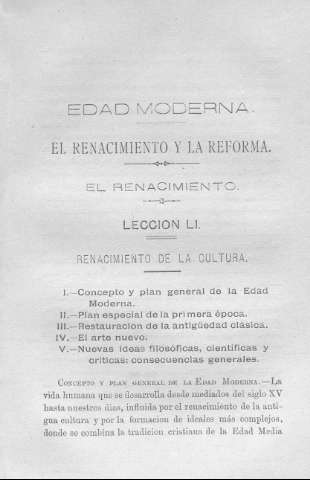 EDAD MODERNA.
EL RENACIMIENTO Y LA REFORMA.
EL RENACIMIENTO.
LECCION LI.
RENACIMIENTO DE LA CULTURA.
I.—Concepto y plan general de la Edad
Moderna.
II.—Plan especial de la primera época.
III.—Restauracion de la antigüedad clásica.
IV.—El arte nuevo.
V.—Nuevas ideas filosóficas, científicas y
críticas: consecuencias generales.
CONCEPTO Y PLAN GENERAL DE LA EDAD MODERNA.—La
vida humana que se desarrolla desde mediados del siglo XV
hasta nuestros dias, influida por el renacimiento de la anti-
gua cultura y por la formacion de ideales más complejos,
donde se combina la tradicion cristiana de la Edad Media